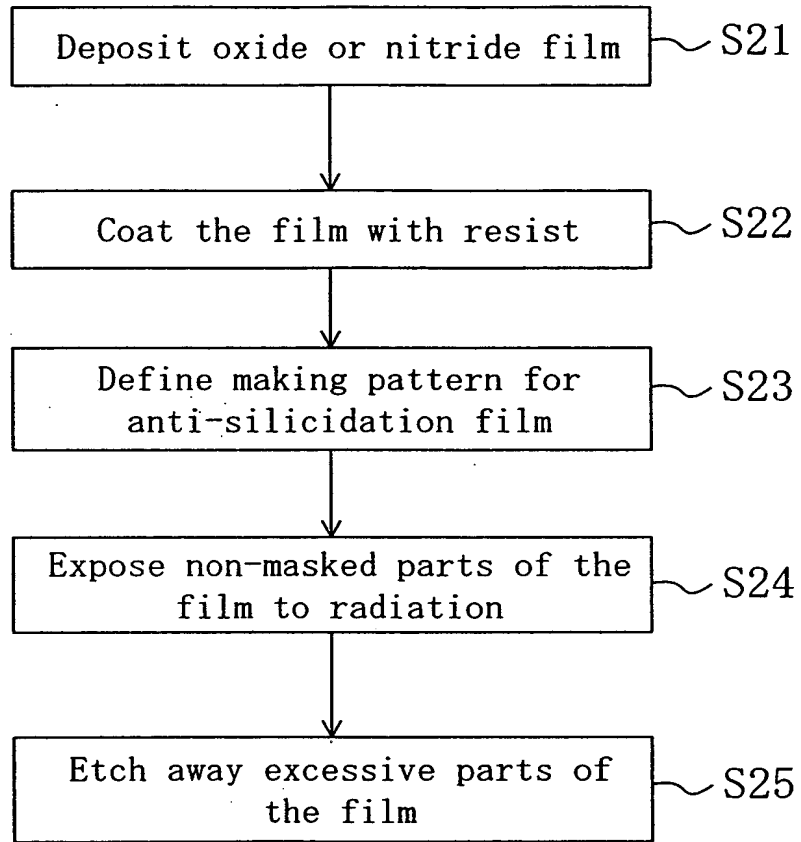 Deposit oxide or nitride film
S21
Coat the film with resist
S22
Define making pattern for
anti-silicidation film
S23
Expose non-masked parts of the
film to radiation
S24
Etch away excessive parts of
the film
S25